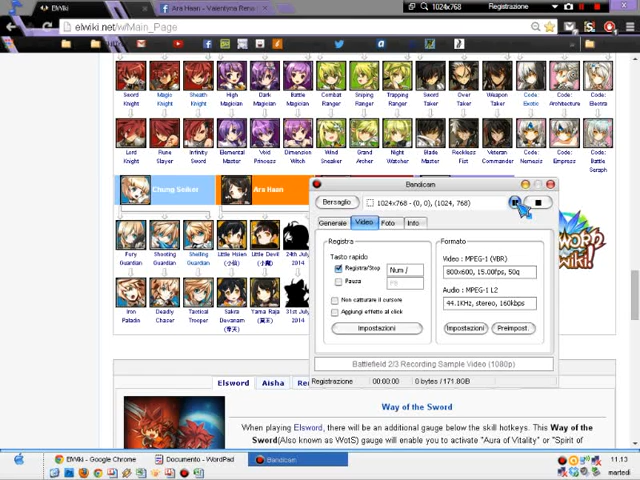 ElWiki
Ara Haan - Valentyna Reno
1024x768
Registrazione
elwiki.net/w/Main_Page
Sword Knight
Magic Knight
Sheath Knight
High Magician
Dark Magician
Battle Magician
Combat Ranger
Sniping Ranger
Trapping Ranger
Sword Taker
Over Taker
Weapon Taker
Code: Exotic
Code: Architecture
Code: Electra
Lord Knight
Rune Slayer
Infinity Sword
Elemental Master
Void Princess
Dimension Witch
Wind Sneaker
Grand Archer
Night Watcher
Blade Master
Reckless Fist
Veteran Commander
Code: Nemesis
Code: Empress
Code: Battle Seraph
Chung Seiker
Ara Haan
Fury Guardian
Shooting Guardian
Shelling Guardian
Little Hsien (小仙)
Little Devil (小魔)
24th July, 2014
Iron Paladin
Deadly Chaser
Tactical Trooper
Sakra Devanam
Yama Raja
31st July, 2014
Bandicam
Bersaglio
1024x768 - (0, 0), (1024, 768)
Generale
Video
Foto
Info
Registra
Tasto rapido
Registra/Stop
Num /
Pausa
Non catturare il cursore
Aggiungi effetto al click
Impostazioni
Formato
Video : MPEG-1 (VBR)
800x600, 15.00fps, 50q
Audio : MPEG-1 L2
44.1KHz, stereo, 160kbps
Impostazioni
Preimpost.
Battlefield 2/3 Recording Sample Video (1080p)
Registrazione
00:00:00
0 bytes / 171.8GB
Elsword
Aisha
Way of the Sword
When playing Elsword, there will be an additional gauge below the skill hotkeys. This Way of the
Sword(Also known as WotS) gauge will enable you to activate "Aura of Vitality" or "Spirit of
ElWiki - Google Chrome
Documento - WordPad
Bandicam
11.13
martedì